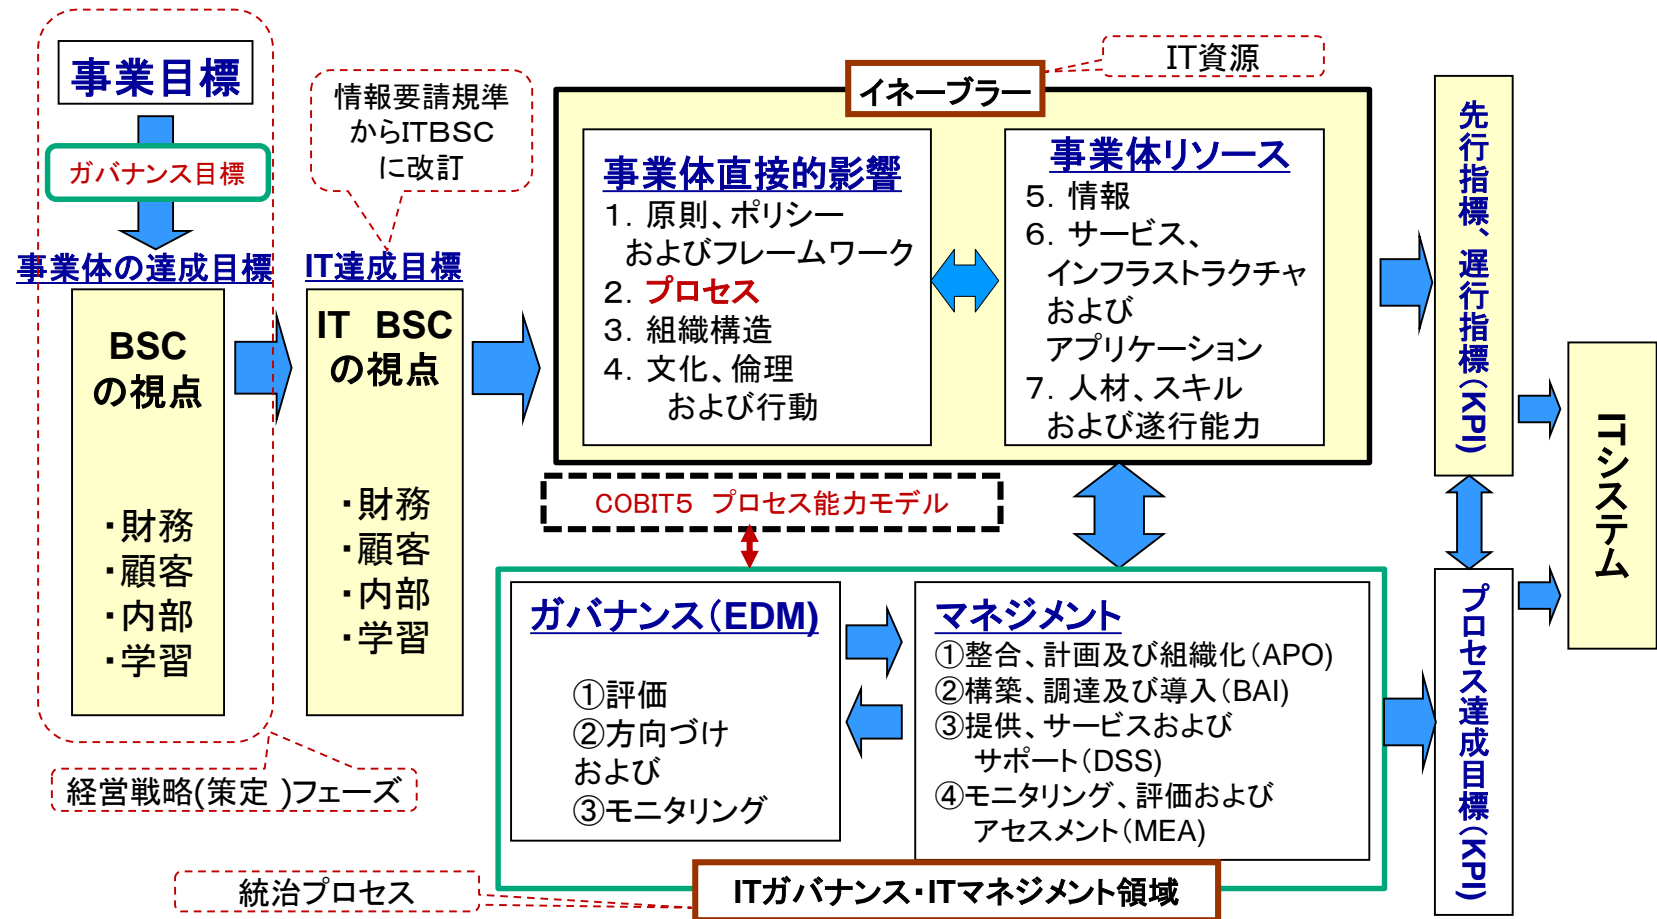 事業目標
ガバナンス目標
事業体の達成目標
BSC
の視点
・財務
・顧客
・内部
・学習
経営戦略(策定 )フェーズ
情報要請規準
からITBSC
に改訂
IT達成目標
IT BSC
の視点
・財務
・顧客
・内部
・学習
IT資源
イネーブラー
事業体直接的影響
1．原則、ポリシー
およびフレームワーク
2．プロセス
3．組織構造
4．文化、倫理
および行動
事業体リソース
5．情報
6．サービス、
インフラストラクチャ
および
アプリケーション
7．人材、スキル
および遂行能力
COBIT5 プロセス能力モデル
ガバナンス（EDM)
①評価
②方向づけ
および
③モニタリング
マネジメント
①整合、計画及び組織化（APO)
②構築、調達及び導入（BAI)
③提供、サービスおよび
サポート（DSS)
④モニタリング、評価および
アセスメント（MEA)
統治プロセス
ITガバナンス・ITマネジメント領域
先行指標、遅行指標（KPI)
プロセス達成目標（KPI)
ITシステム